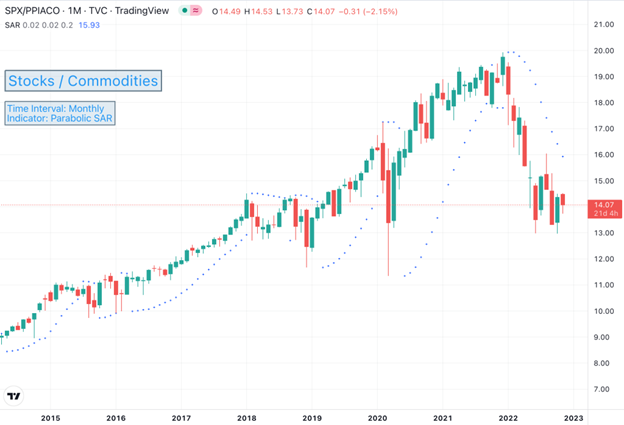 SPX/PPIACO · 1M · TVC · TradingView O14.49 H14.53 L13.73 C14.07 −0.31 (−2.15%)
SAR 0.02 0.02 0.2 15.93
Stocks / Commodities
Time Interval: Monthly
Indicator: Parabolic SAR
21.00
20.00
19.00
18.00
17.00
16.00
15.00
14.07
21d 4h
13.00
12.00
11.00
10.00
9.00
8.00
7.00
2015 2016 2017 2018 2019 2020 2021 2022 2023